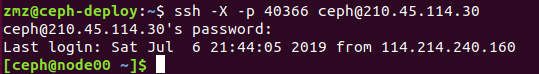 zmz@ceph-deploy:~$ ssh -X -p 40366 ceph@210.45.114.30
ceph@210.45.114.30's password:
Last login: Sat Jul  6 21:44:05 2019 from 114.214.240.160
[ceph@node00 ~]$